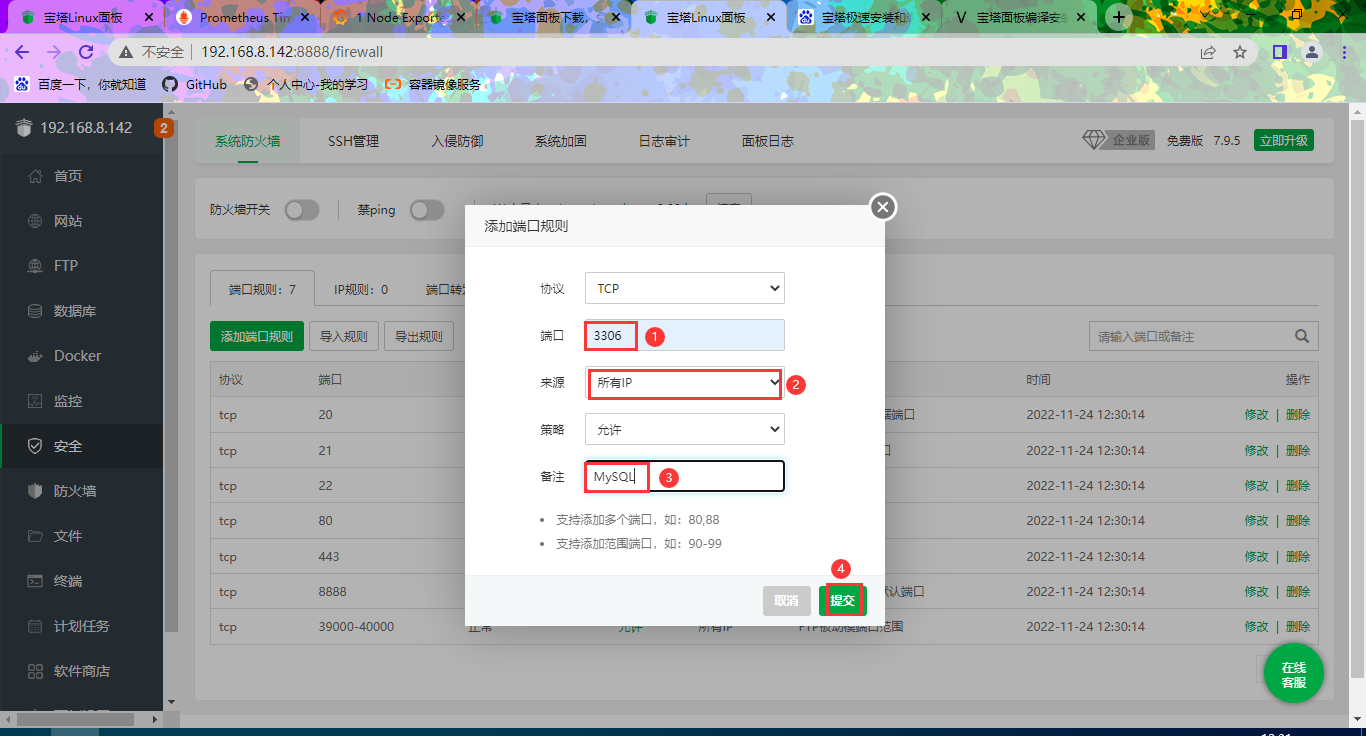 宝塔Linux面板
Prometheus Tim
1 Node Exporte
宝塔面板下载，
宝塔Linux面板
宝塔极速安装和
宝塔面板编译安
不安全 192.168.8.142:8888/firewall
百度一下，你就知道 GitHub 个人中心-我的学习 容器镜像服务
192.168.8.142 2
首页
网站
FTP
数据库
Docker
监控
安全
防火墙
文件
终端
计划任务
软件商店
系统防火墙 SSH管理 入侵防御 系统加固 日志审计 面板日志 企业版 免费版 7.9.5 立即升级
防火墙开关 禁ping
端口规则：7 IP规则：0 端口转
添加端口规则 导入规则 导出规则 请输入端口或备注
协议 端口 时间 操作
tcp 20 端口 2022-11-24 12:30:14 修改 | 删除
tcp 21 2022-11-24 12:30:14 修改 | 删除
tcp 22 2022-11-24 12:30:14 修改 | 删除
tcp 80 2022-11-24 12:30:14 修改 | 删除
tcp 443 2022-11-24 12:30:14 修改 | 删除
tcp 8888 认端口 2022-11-24 12:30:14 修改 | 删除
tcp 39000-40000 正常 允许 所有IP FTP被动模端口范围 2022-11-24 12:30:14 修改 | 删除
添加端口规则
协议 TCP
端口 3306 1
来源 所有IP 2
策略 允许
备注 MySQL 3
支持添加多个端口，如：80,88
支持添加范围端口，如：90-99
4
取消 提交
在线
客服